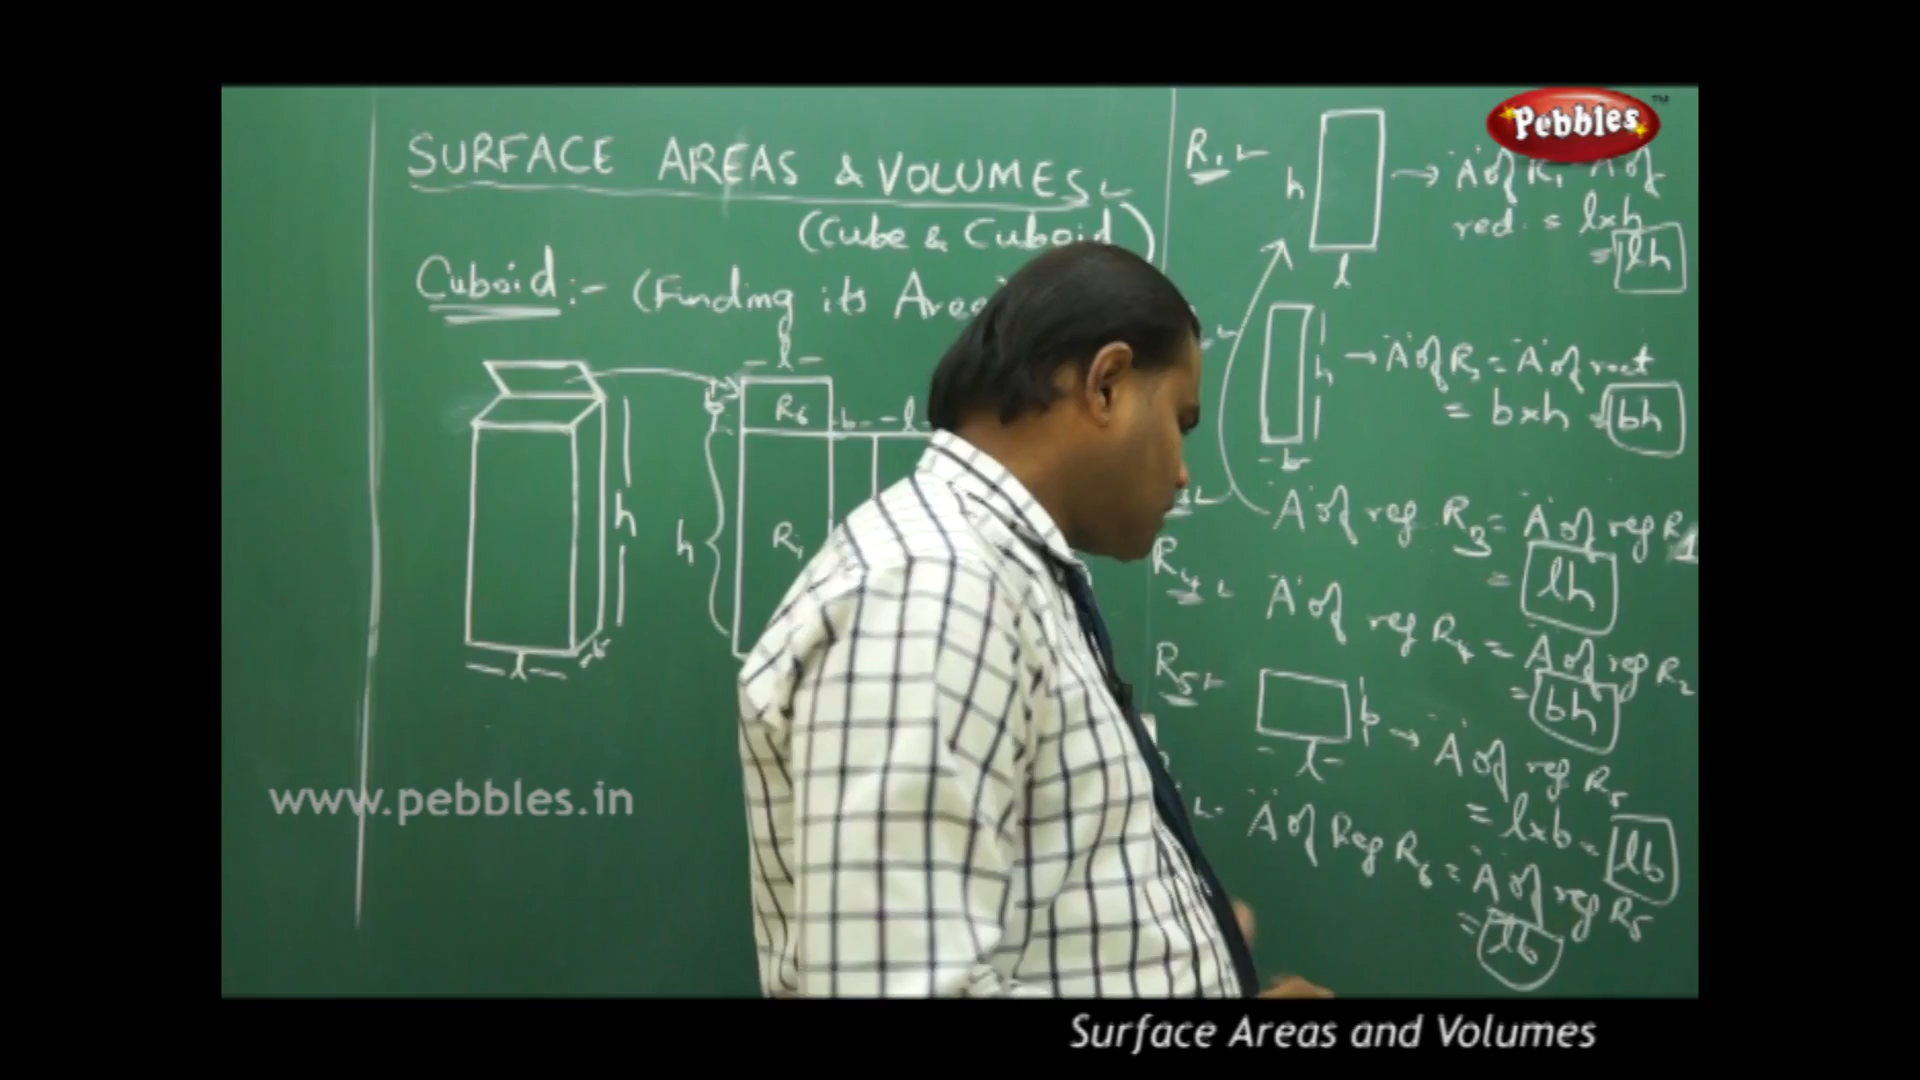 Pebbles™
SURFACE AREAS & VOLUMES
(Cube & Cuboid)
Cuboid:- (Finding its Area
h
l
b
l
b
R6
b
l
h
R1
R1
h
l
→ A of R1 A of
rect. = l×h
= lh
h
b
→ A of R2 = A of rect
= b×h = bh
A of reg R3 = A of reg R1
= lh
R4
A of reg R4 = A of reg R2
= bh
R5
b
l
→ A of reg R5
= l×b = lb
A of Reg R6 = A of reg R5
= lb
www.pebbles.in
Surface Areas and Volumes